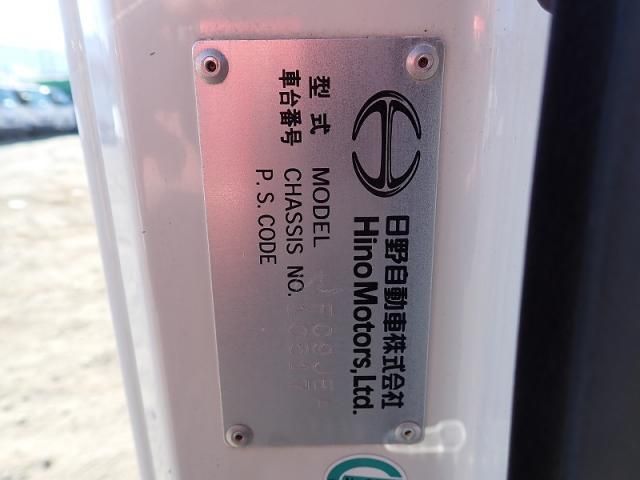 日野自動車株式会社
Hino Motors, Ltd.
型式 MODEL
車台番号 CHASSIS NO.
P. S. CODE